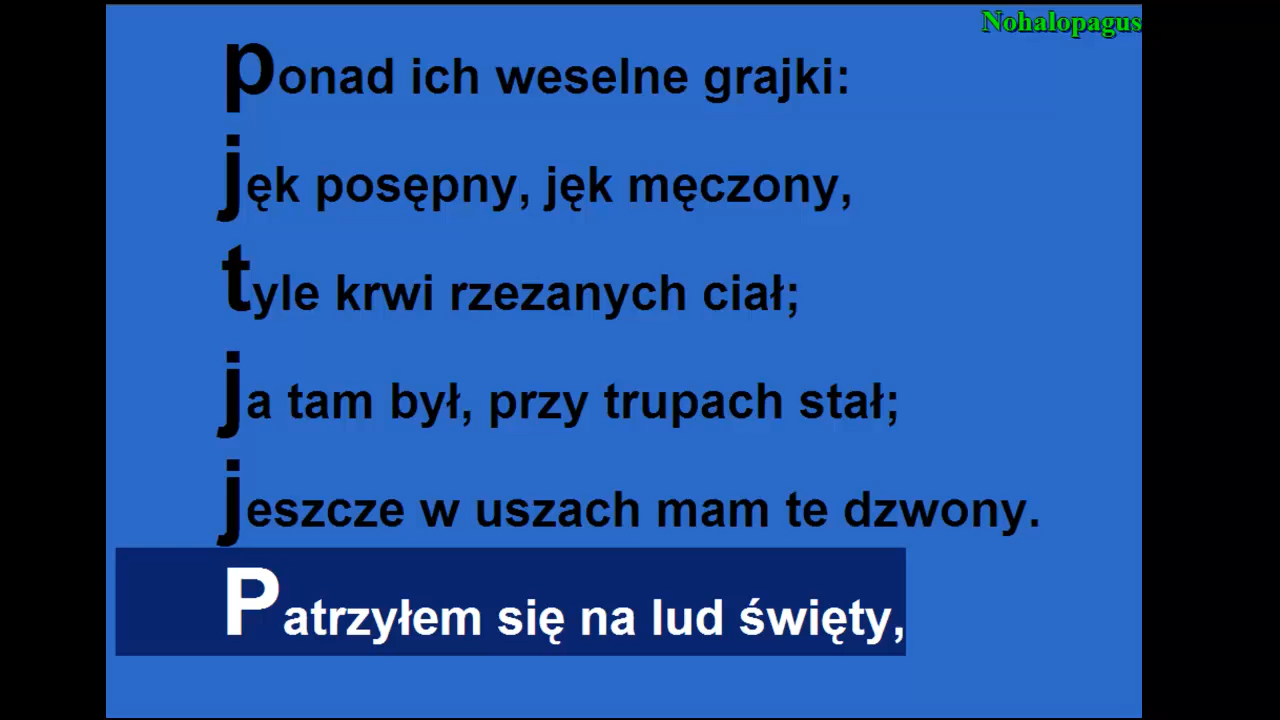 Nohalopagus
ponad ich weselne grajki:
jęk posępny, jęk męczony,
tyle krwi rzezanych ciał;
ja tam był, przy trupach stał;
jeszcze w uszach mam te dzwony.
Patrzyłem się na lud święty,